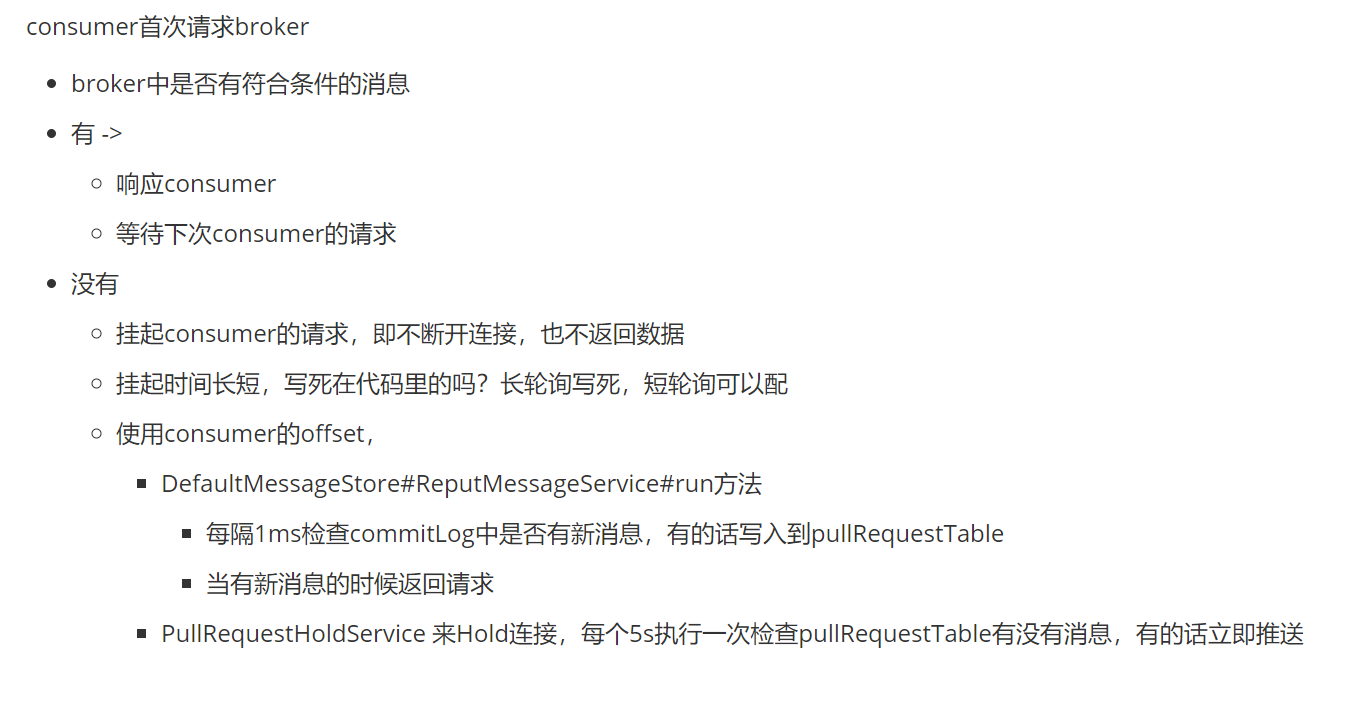 consumer首次请求broker
broker中是否有符合条件的消息
有 ->
响应consumer
等待下次consumer的请求
没有
挂起consumer的请求，即不断开连接，也不返回数据
挂起时间长短，写死在代码里的吗？长轮询写死，短轮询可以配
使用consumer的offset，
DefaultMessageStore#ReputMessageService#run方法
每隔1ms检查commitLog中是否有新消息，有的话写入到pullRequestTable
当有新消息的时候返回请求
PullRequestHoldService 来Hold连接，每个5s执行一次检查pullRequestTable有没有消息，有的话立即推送